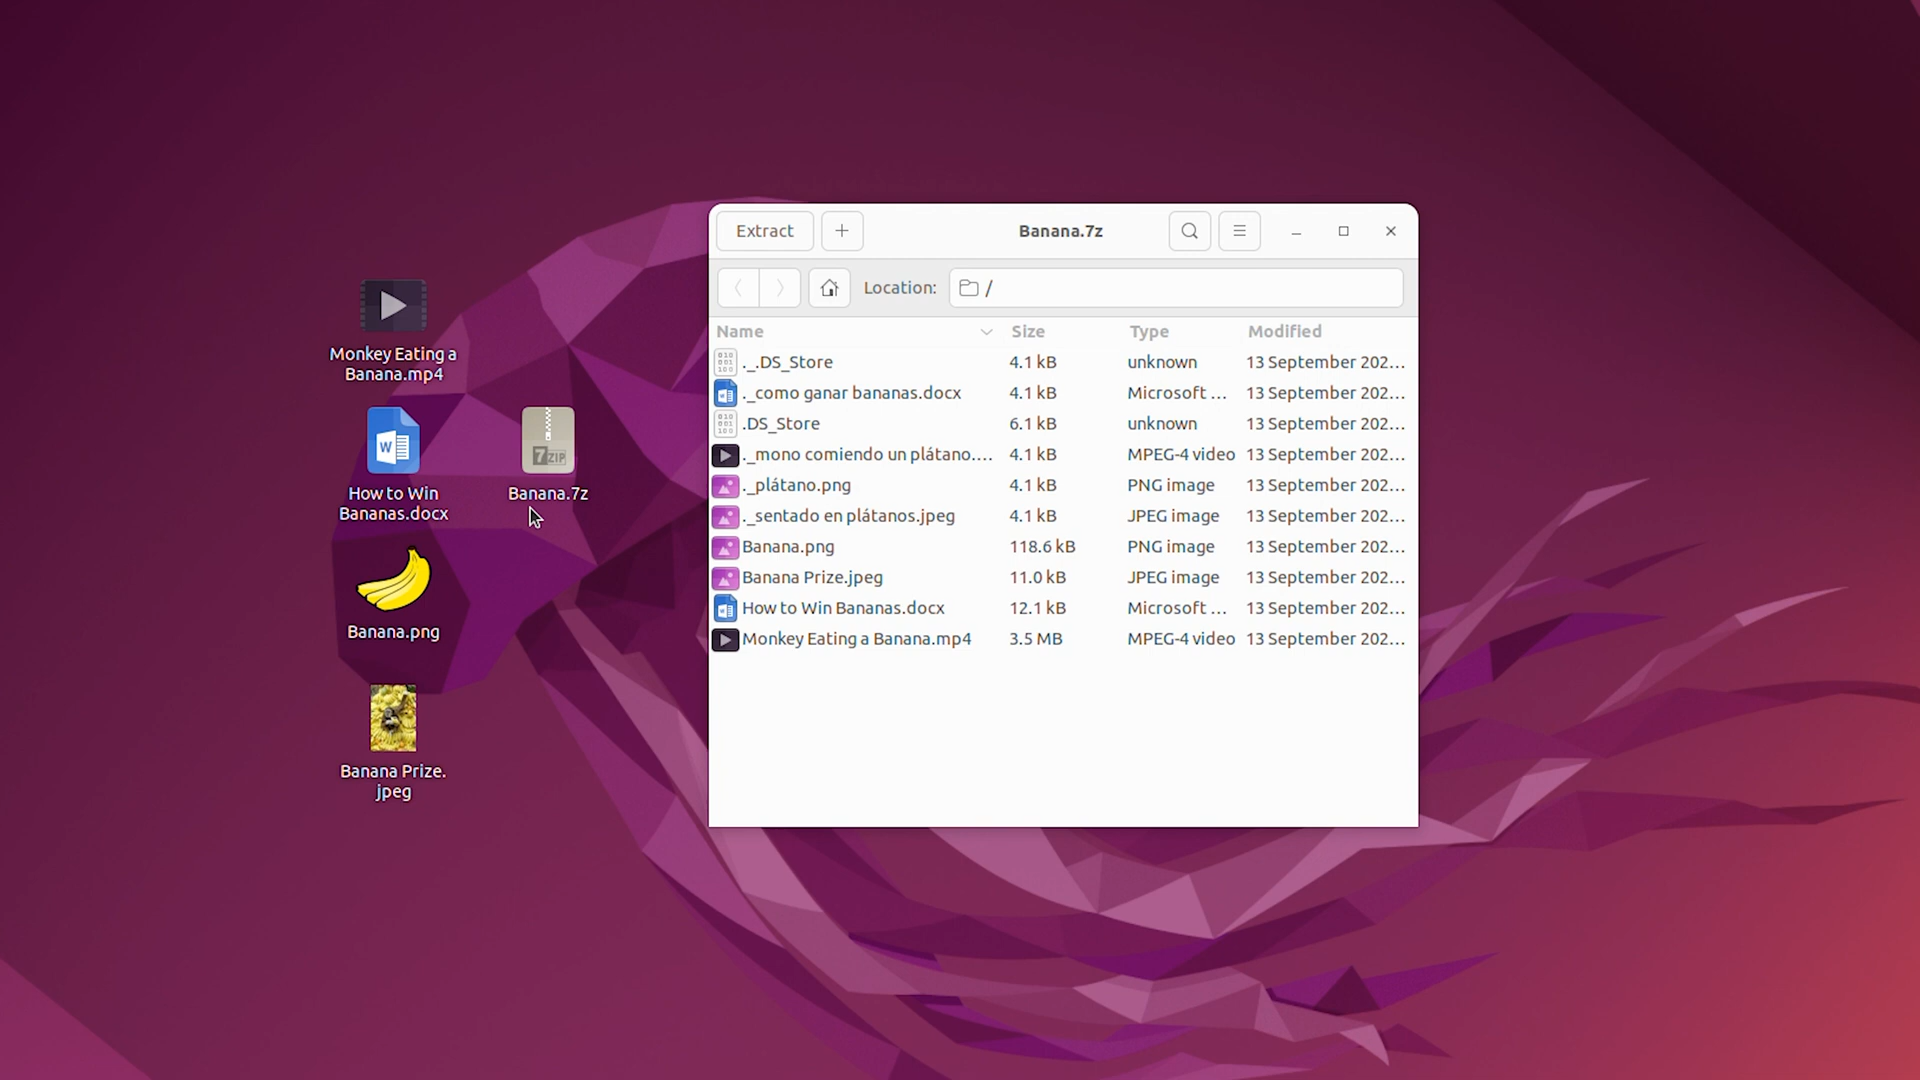 Monkey Eating a
Banana.mp4
How to Win
Bananas.docx
7ZIP
Banana.7z
Banana.png
Banana Prize.
jpeg
Extract
Banana.7z
Location: /
Name Size Type Modified
._.DS_Store 4.1 kB unknown 13 September 202…
._como ganar bananas.docx 4.1 kB Microsoft … 13 September 202…
.DS_Store 6.1 kB unknown 13 September 202…
._mono comiendo un plátano.… 4.1 kB MPEG-4 video 13 September 202…
._plátano.png 4.1 kB PNG image 13 September 202…
._sentado en plátanos.jpeg 4.1 kB JPEG image 13 September 202…
Banana.png 118.6 kB PNG image 13 September 202…
Banana Prize.jpeg 11.0 kB JPEG image 13 September 202…
How to Win Bananas.docx 12.1 kB Microsoft … 13 September 202…
Monkey Eating a Banana.mp4 3.5 MB MPEG-4 video 13 September 202…